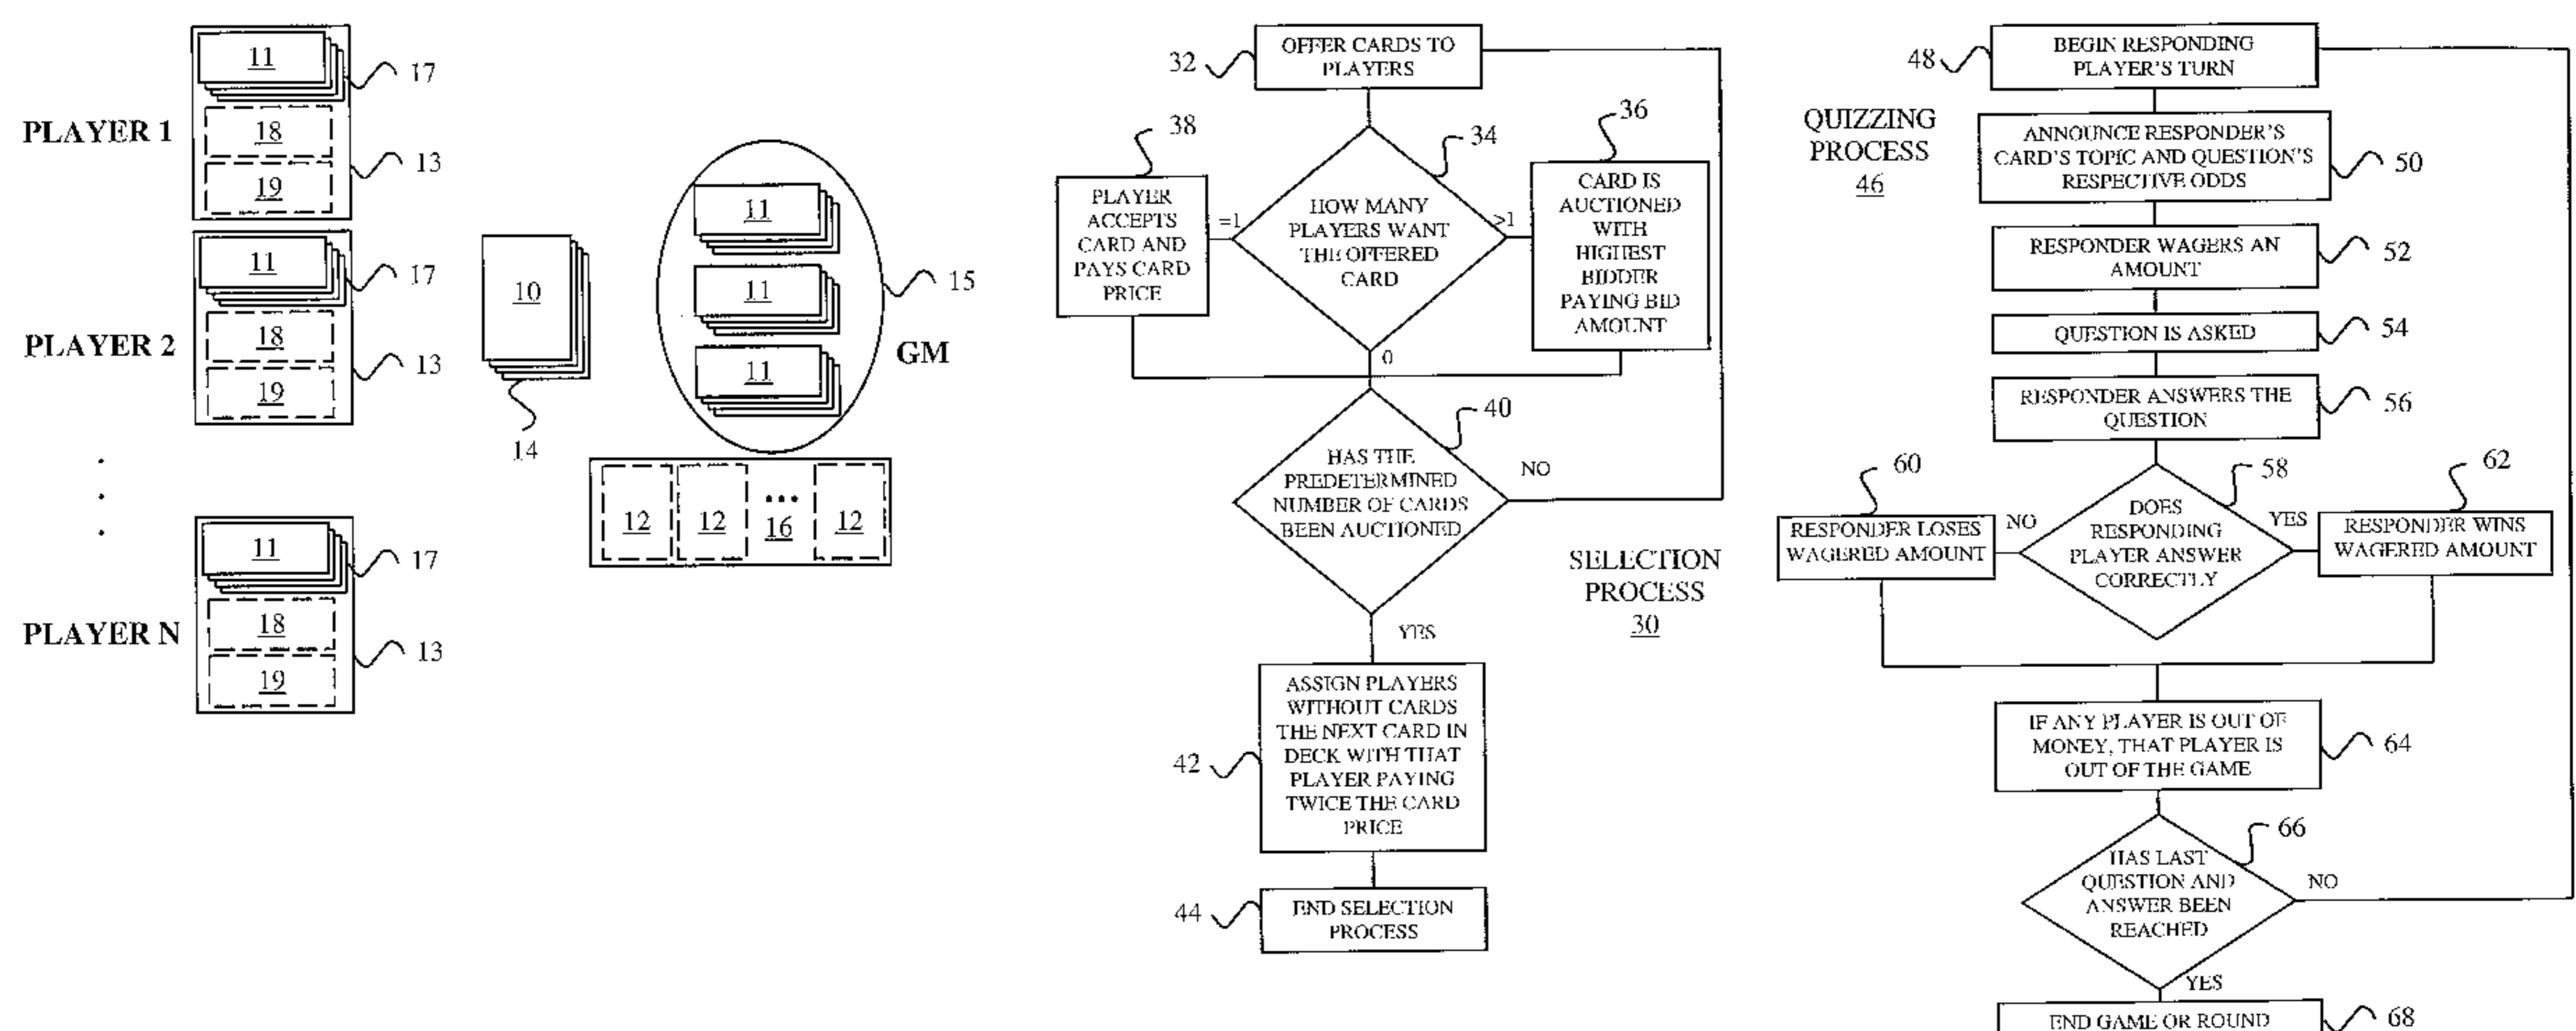 11
17
PLAYER 1
18
13
19
11
17
PLAYER 2
18
13
19
11
17
PLAYER N
18
13
19
10
14
11
11
11
15
GM
12
12
...
16
12
32
OFFER CARDS TO
PLAYERS
38
34
36
PLAYER
ACCEPTS
CARD AND
PAYS CARD
PRICE
=1
HOW MANY
PLAYERS WANT
THE OFFERED
CARD
>1
CARD IS
AUCTIONED
WITH
HIGHEST
BIDDER
PAYING BID
AMOUNT
0
40
HAS THE
PREDETERMINED
NUMBER OF CARDS
BEEN AUCTIONED
NO
SELECTION
PROCESS
30
YES
42
ASSIGN PLAYERS
WITHOUT CARDS
THE NEXT CARD IN
DECK WITH THAT
PLAYER PAYING
TWICE THE CARD
PRICE
44
END SELECTION
PROCESS
QUIZZING
PROCESS
46
48
BEGIN RESPONDING
PLAYER'S TURN
ANNOUNCE RESPONDER'S
CARD'S TOPIC AND QUESTION'S
RESPECTIVE ODDS
50
RESPONDER WAGERS AN
AMOUNT
52
QUESTION IS ASKED
54
RESPONDER ANSWERS THE
QUESTION
56
60
58
62
RESPONDER LOSES
WAGERED AMOUNT
NO
DOES
RESPONDING
PLAYER ANSWER
CORRECTLY
YES
RESPONDER WINS
WAGERED AMOUNT
IF ANY PLAYER IS OUT OF
MONEY, THAT PLAYER IS
OUT OF THE GAME
64
66
HAS LAST
QUESTION AND
ANSWER BEEN
REACHED
NO
YES
END GAME OR ROUND
68